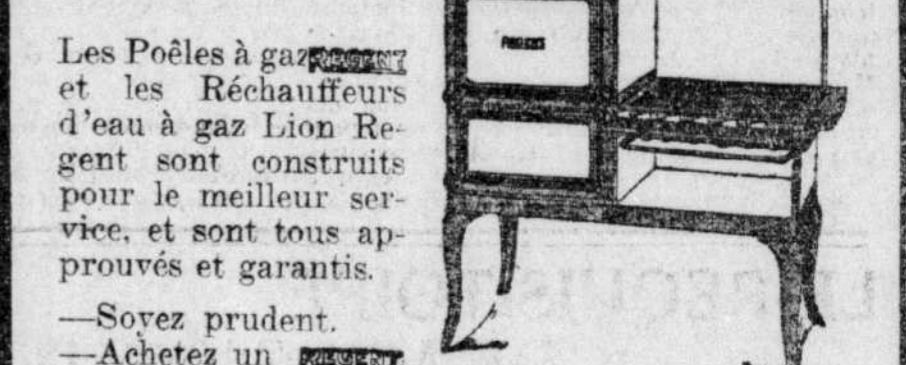 Les Poêles à gaz REGENT
et les Réchauffeurs
d'eau à gaz Lion Re-
gent sont construits
pour le meilleur ser-
vice, et sont tous ap-
prouvés et garantis.
—Soyez prudent.
—Achetez un REGENT